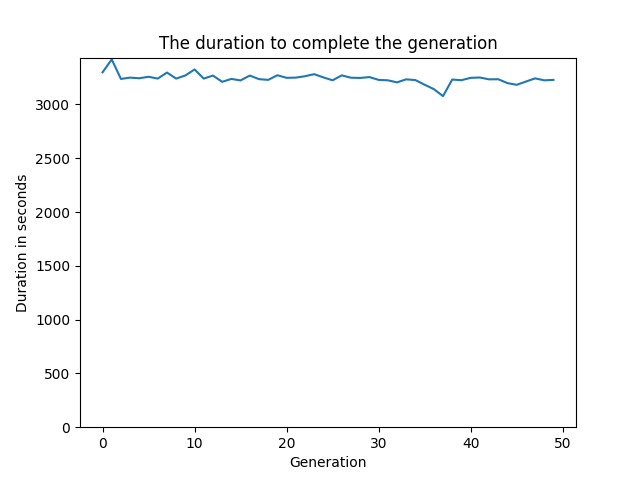 The duration to complete the generation
Duration in seconds
3000
2500
2000
1500
1000
500
0
0 10 20 30 40 50
Generation